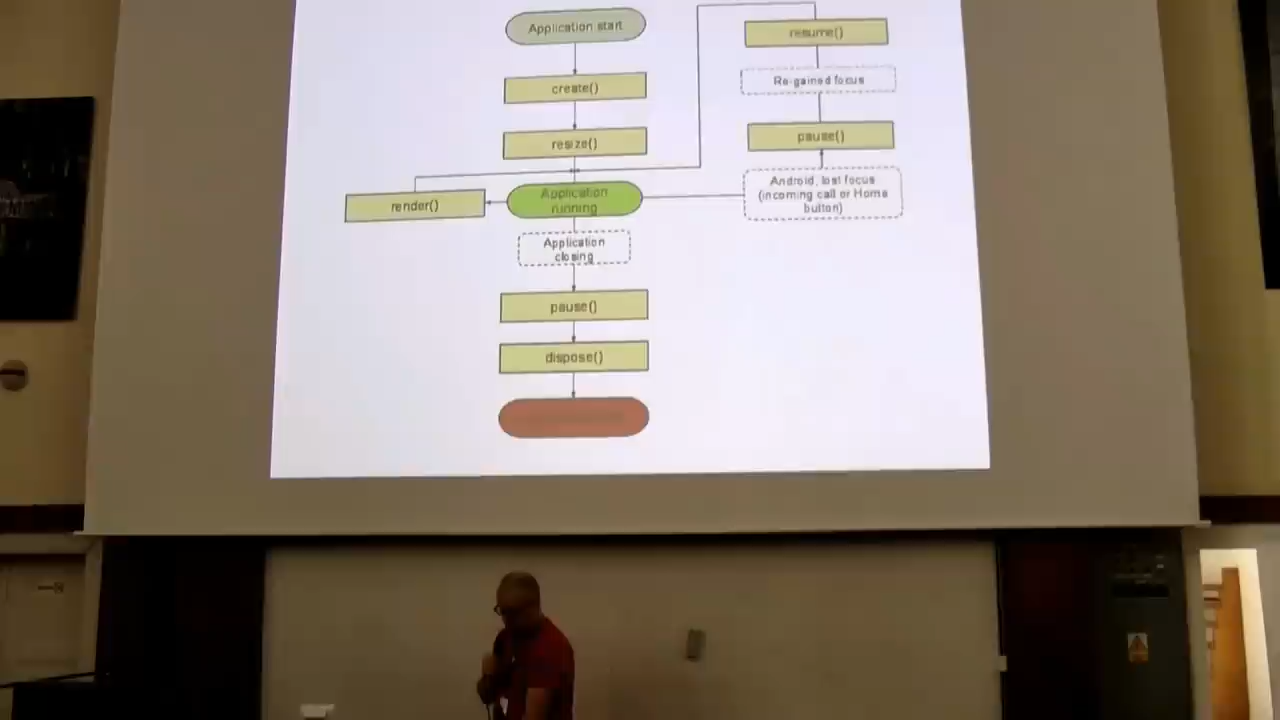 Application start
create()
resize()
Application
running
render()
Application
closing
pause()
dispose()
resume()
Re-gained focus
pause()
Android, lost focus
(incoming call or Home
button)